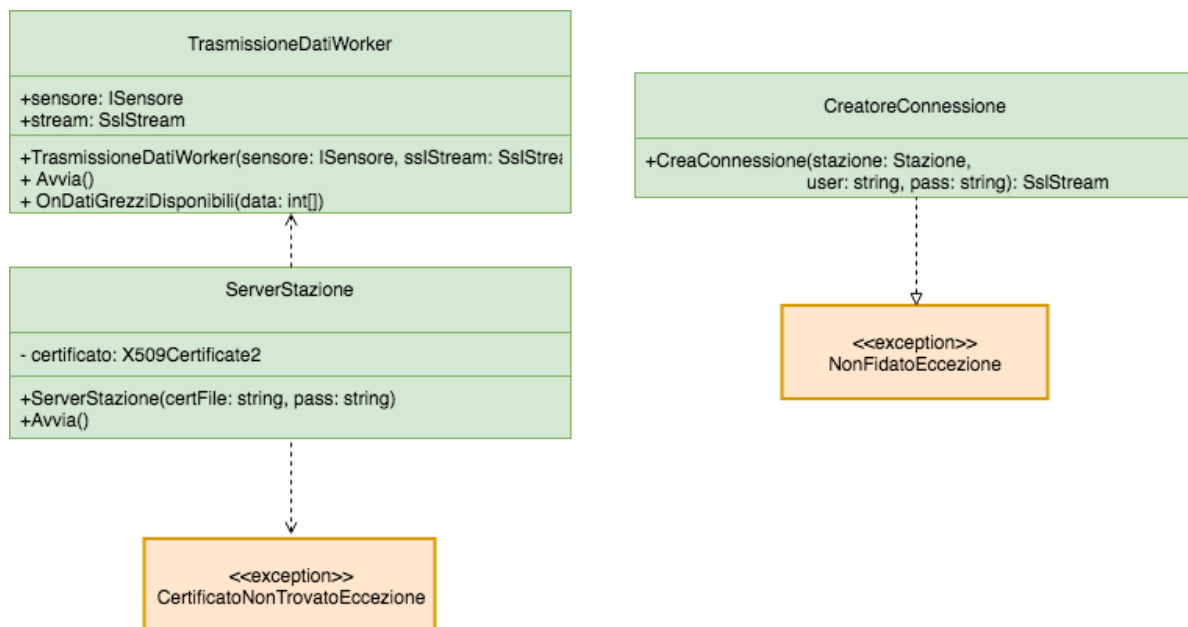 TrasmissioneDatiWorker
+sensore: ISensore
+stream: SslStream
+TrasmissioneDatiWorker(sensore: ISensore, sslStream: SslStrea
+ Avvia()
+ OnDatiGrezziDisponibili(data: int[])
ServerStazione
- certificato: X509Certificate2
+ServerStazione(certFile: string, pass: string)
+Avvia()
<<exception>>
CertificatoNonTrovatoEccezione
CreatoreConnessione
+CreaConnessione(stazione: Stazione,
user: string, pass: string): SslStream
<<exception>>
NonFidatoEccezione